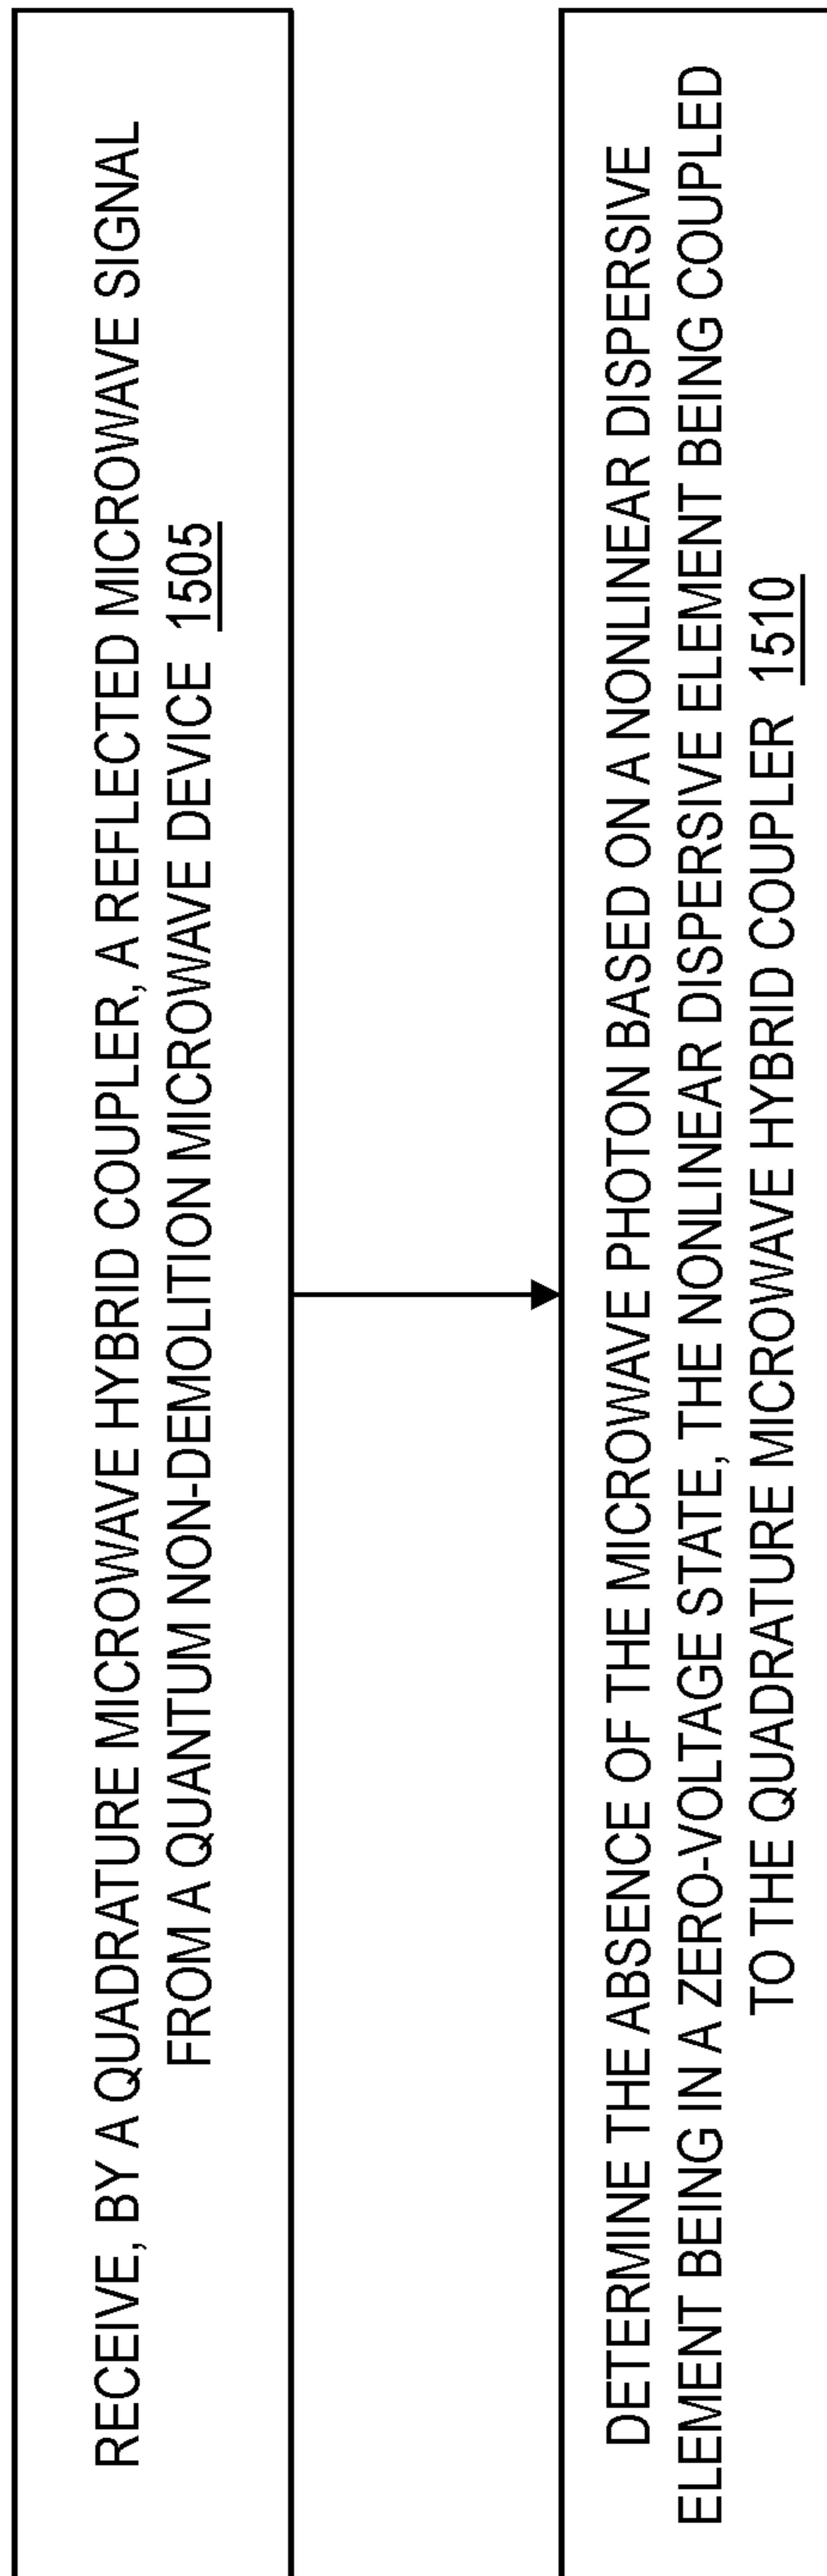 RECEIVE, BY A QUADRATURE MICROWAVE HYBRID COUPLER, A REFLECTED MICROWAVE SIGNAL
FROM A QUANTUM NON-DEMOLITION MICROWAVE DEVICE 1505
DETERMINE THE ABSENCE OF THE MICROWAVE PHOTON BASED ON A NONLINEAR DISPERSIVE
ELEMENT BEING IN A ZERO-VOLTAGE STATE, THE NONLINEAR DISPERSIVE ELEMENT BEING COUPLED
TO THE QUADRATURE MICROWAVE HYBRID COUPLER 1510